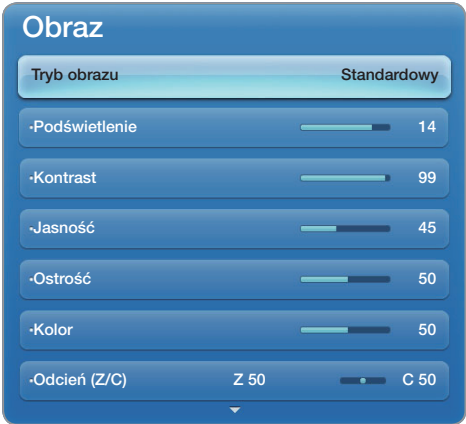 Obraz
Tryb obrazu Standardowy
·Podświetlenie 14
·Kontrast 99
·Jasność 45
·Ostrość 50
·Kolor 50
·Odcień (Z/C) Z 50 C 50